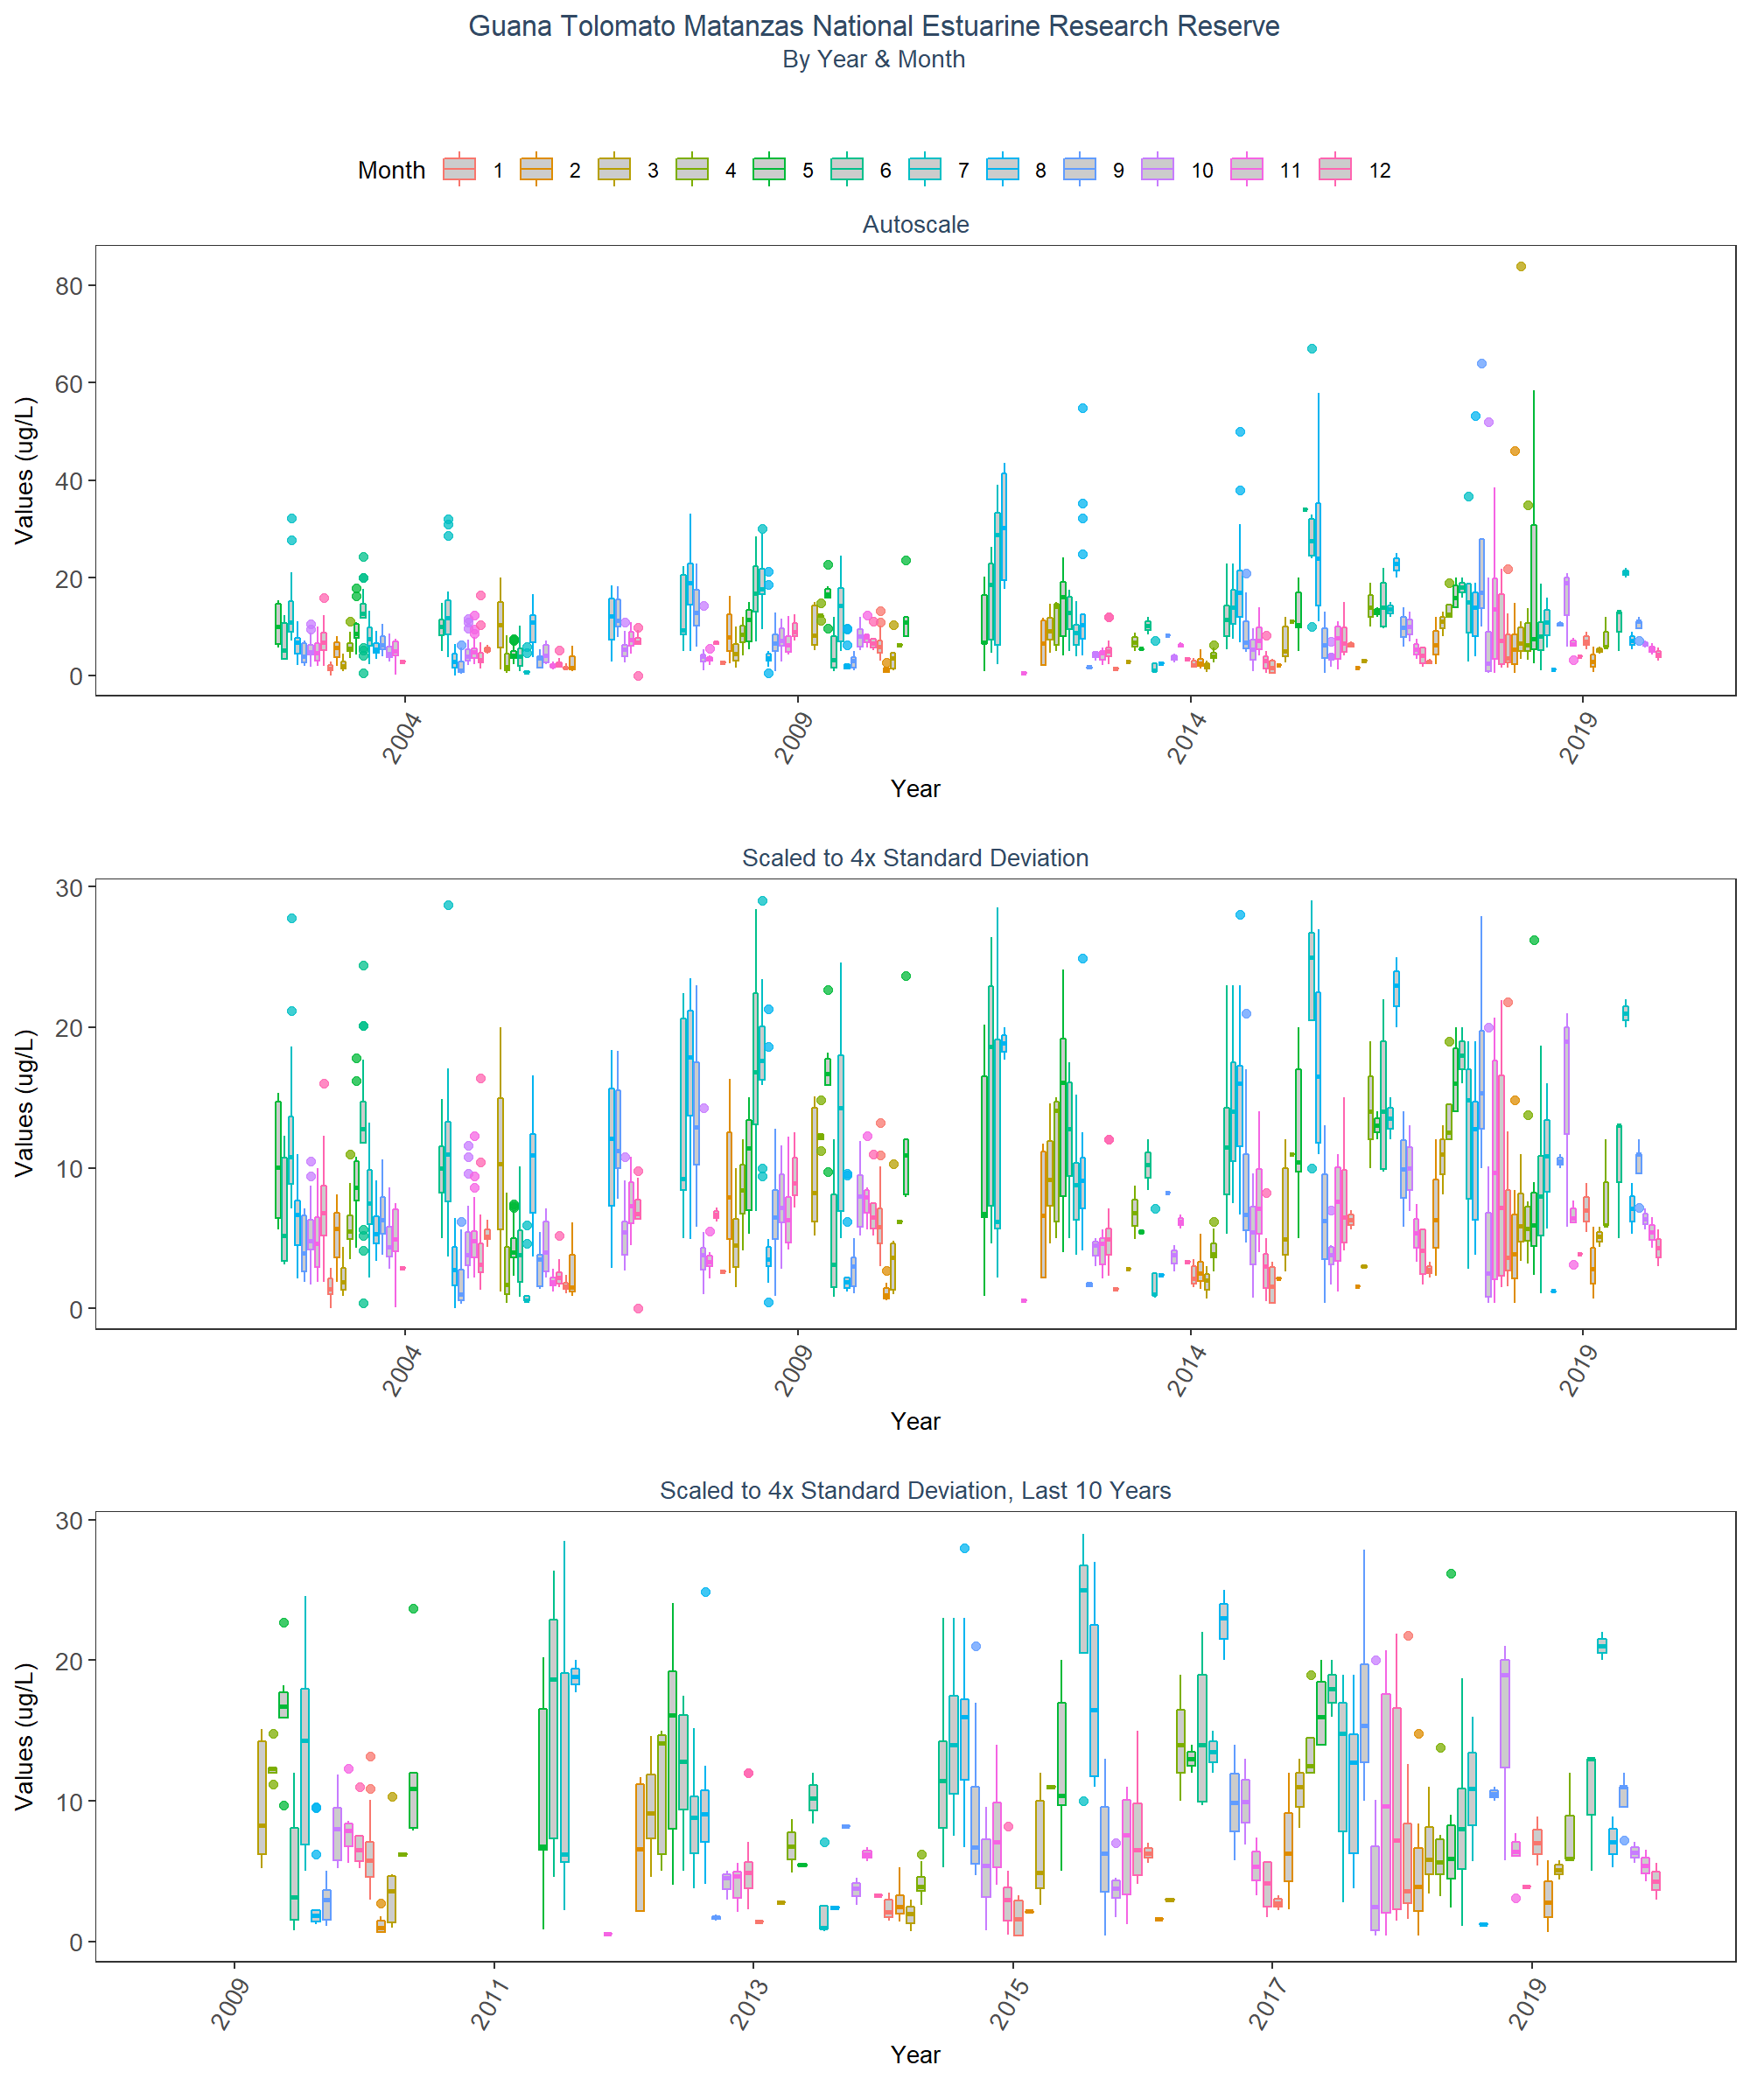 Guana Tolomato Matanzas National Estuarine Research Reserve
By Year & Month
Month 1 2 3 4 5 6 7 8 9 10 11 12
Autoscale
Values (ug/L)
80
60
40
20
0
2004 2009 2014 2019
Year
Scaled to 4x Standard Deviation
Values (ug/L)
30
20
10
0
2004 2009 2014 2019
Year
Scaled to 4x Standard Deviation, Last 10 Years
Values (ug/L)
30
20
10
0
2009 2011 2013 2015 2017 2019
Year